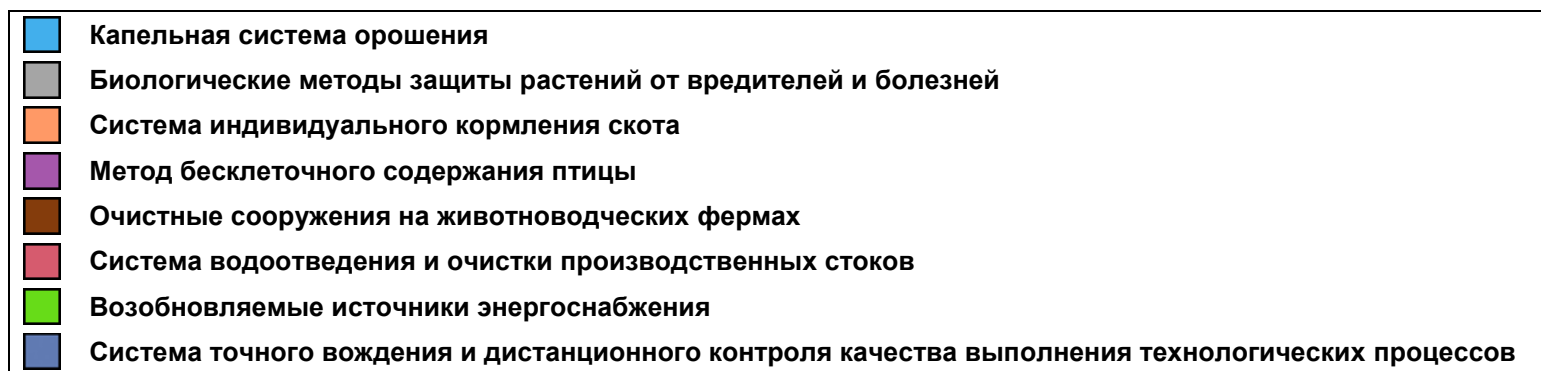 Капельная система орошения
Биологические методы защиты растений от вредителей и болезней
Система индивидуального кормления скота
Метод бесклеточного содержания птицы
Очистные сооружения на животноводческих фермах
Система водоотведения и очистки производственных стоков
Возобновляемые источники энергоснабжения
Система точного вождения и дистанционного контроля качества выполнения технологических процессов